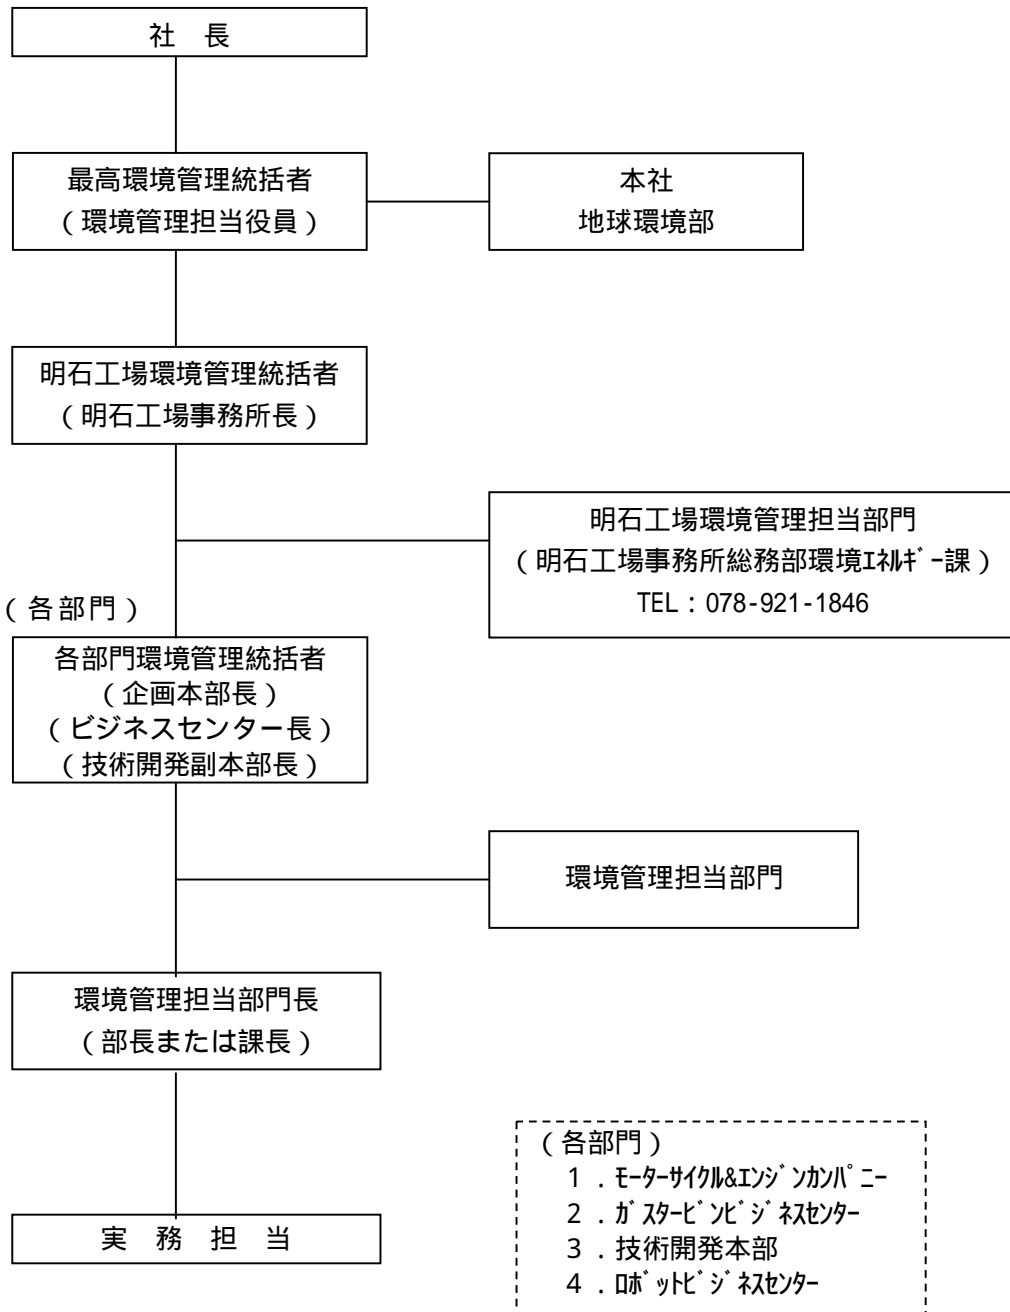 社 長
最高環境管理統括者
（環境管理担当役員）
本社
地球環境部
明石工場環境管理統括者
（明石工場事務所長）
明石工場環境管理担当部門
（明石工場事務所総務部環境ｴﾈﾙｷﾞｰ課）
TEL：078-921-1846
（各部門）
各部門環境管理統括者
（企画本部長）
（ビジネスセンター長）
（技術開発副本部長）
環境管理担当部門
環境管理担当部門長
（部長または課長）
実 務 担 当
（各部門）
1．ﾓｰﾀｰｻｲｸﾙ&ｴﾝｼﾞﾝｶﾝﾊﾟﾆｰ
2．ｶﾞｽﾀｰﾋﾞﾝﾋﾞｼﾞﾈｽｾﾝﾀｰ
3．技術開発本部
4．ﾛﾎﾞｯﾄﾋﾞｼﾞﾈｽｾﾝﾀｰ